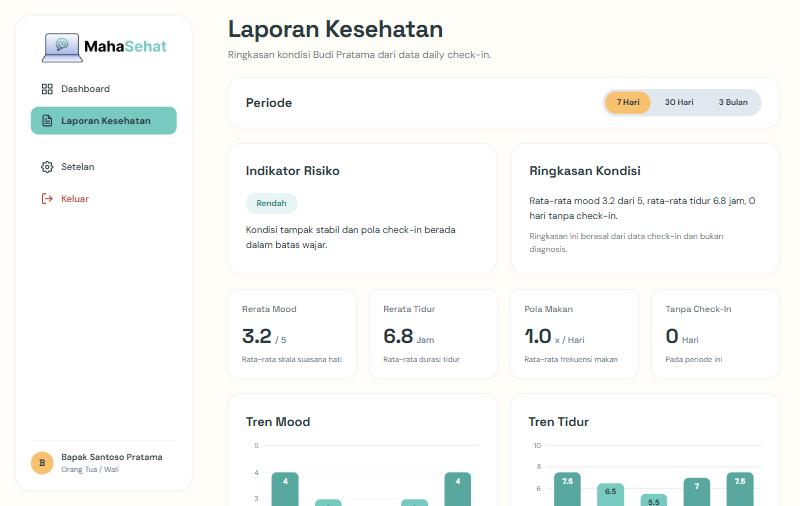 MahaSehat
Dashboard
Laporan Kesehatan
Setelan
Keluar
B
Bapak Santoso Pratama
Orang Tua / Wali
Laporan Kesehatan
Ringkasan kondisi Budi Pratama dari data daily check-in.
Periode
7 Hari
30 Hari
3 Bulan
Indikator Risiko
Rendah
Kondisi tampak stabil dan pola check-in berada
dalam batas wajar.
Ringkasan Kondisi
Rata-rata mood 3.2 dari 5, rata-rata tidur 6.8 jam, 0
hari tanpa check-in.
Ringkasan ini berasal dari data check-in dan bukan
diagnosis.
Rerata Mood
3.2 / 5
Rata-rata skala suasana hati
Rerata Tidur
6.8 Jam
Rata-rata durasi tidur
Pola Makan
1.0 x / Hari
Rata-rata frekuensi makan
Tanpa Check-In
0 Hari
Pada periode ini
Tren Mood
5
4
3
4
4
Tren Tidur
10
8
6
7.5
6.5
5.5
7
7.5